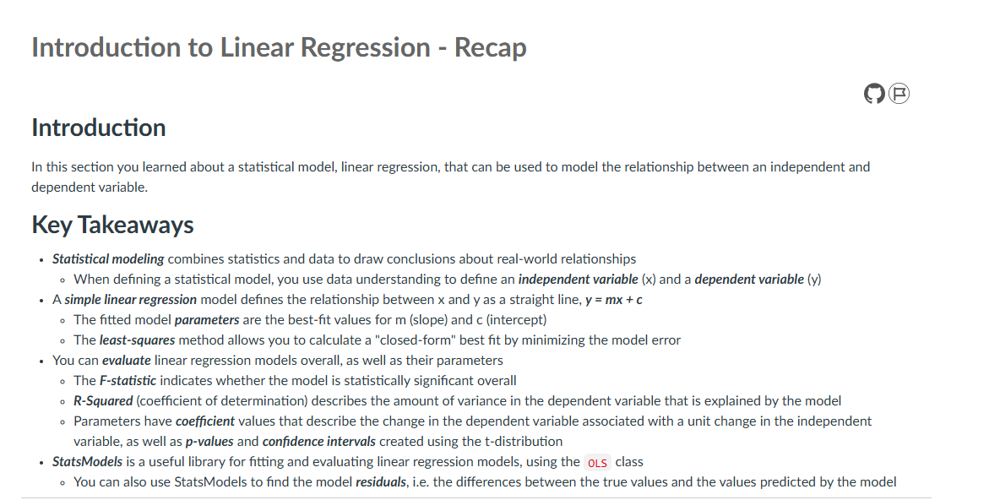 Introduction to Linear Regression - Recap
Introduction
In this section you learned about a statistical model, linear regression, that can be used to model the relationship between an independent and
dependent variable.
Key Takeaways
• Statistical modeling combines statistics and data to draw conclusions about real-world relationships
◦ When defining a statistical model, you use data understanding to define an independent variable (x) and a dependent variable (y)
• A simple linear regression model defines the relationship between x and y as a straight line, y = mx + c
◦ The fitted model parameters are the best-fit values for m (slope) and c (intercept)
◦ The least-squares method allows you to calculate a "closed-form" best fit by minimizing the model error
• You can evaluate linear regression models overall, as well as their parameters
◦ The F-statistic indicates whether the model is statistically significant overall
◦ R-Squared (coefficient of determination) describes the amount of variance in the dependent variable that is explained by the model
◦ Parameters have coefficient values that describe the change in the dependent variable associated with a unit change in the independent
variable, as well as p-values and confidence intervals created using the t-distribution
• StatsModels is a useful library for fitting and evaluating linear regression models, using the OLS class
◦ You can also use StatsModels to find the model residuals, i.e. the differences between the true values and the values predicted by the model